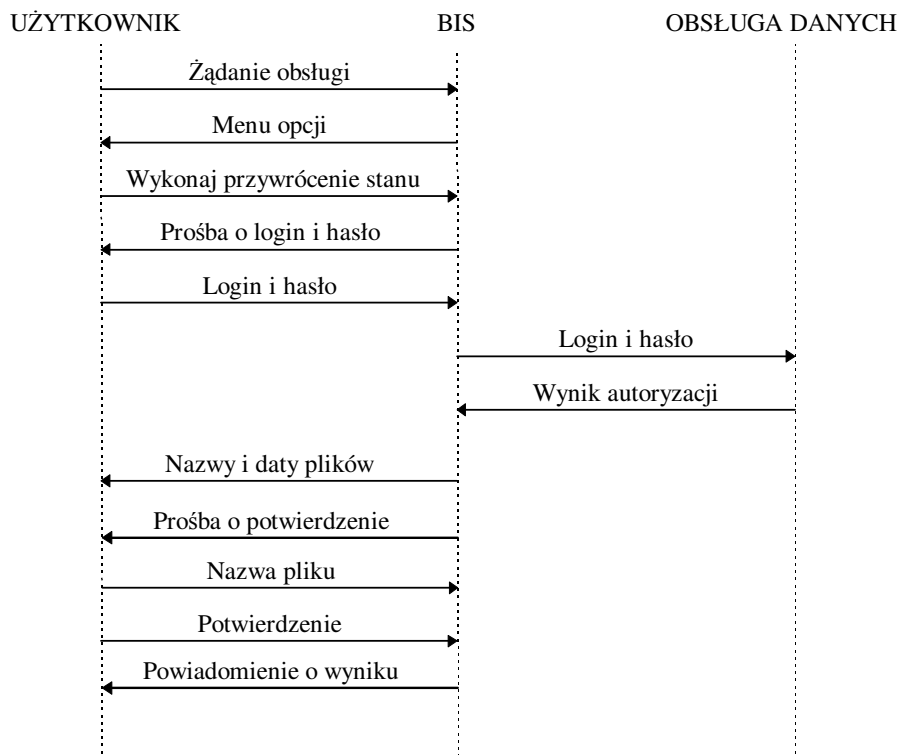 UŻYTKOWNIK BIS OBSŁUGA DANYCH
Żądanie obsługi
Menu opcji
Wykonaj przywrócenie stanu
Prośba o login i hasło
Login i hasło
Login i hasło
Wynik autoryzacji
Nazwy i daty plików
Prośba o potwierdzenie
Nazwa pliku
Potwierdzenie
Powiadomienie o wyniku